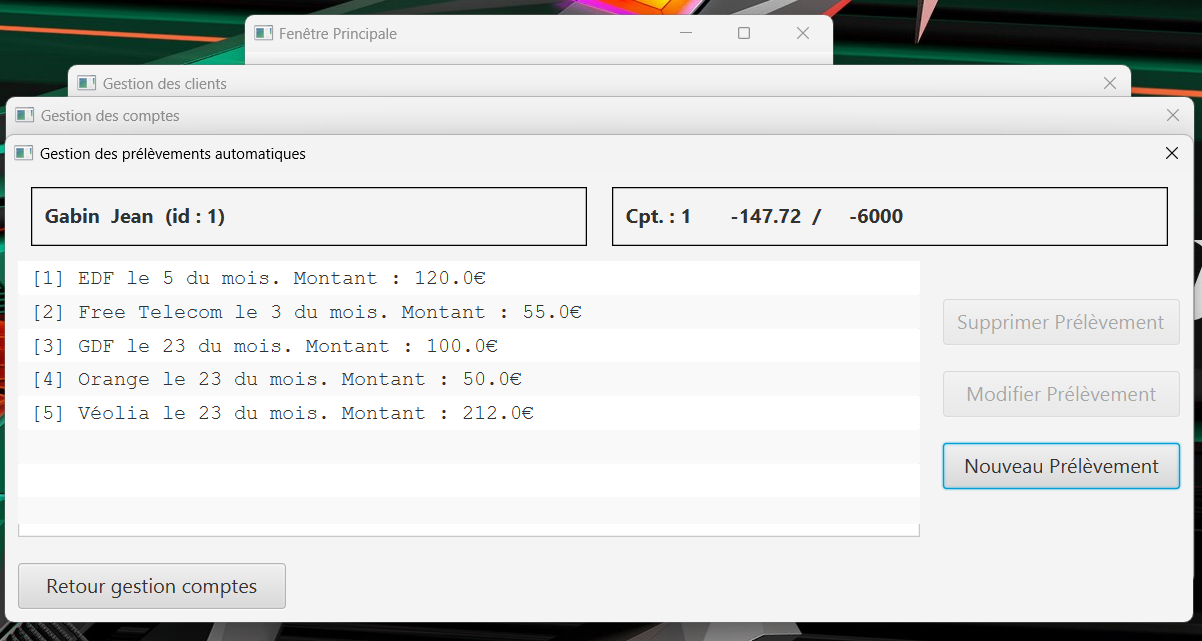 Fenêtre Principale
Gestion des clients
Gestion des comptes
Gestion des prélèvements automatiques
Gabin Jean (id : 1)
Cpt. : 1 -147.72 / -6000
[1] EDF le 5 du mois. Montant : 120.0€
[2] Free Telecom le 3 du mois. Montant : 55.0€
[3] GDF le 23 du mois. Montant : 100.0€
[4] Orange le 23 du mois. Montant : 50.0€
[5] Véolia le 23 du mois. Montant : 212.0€
Supprimer Prélèvement
Modifier Prélèvement
Nouveau Prélèvement
Retour gestion comptes